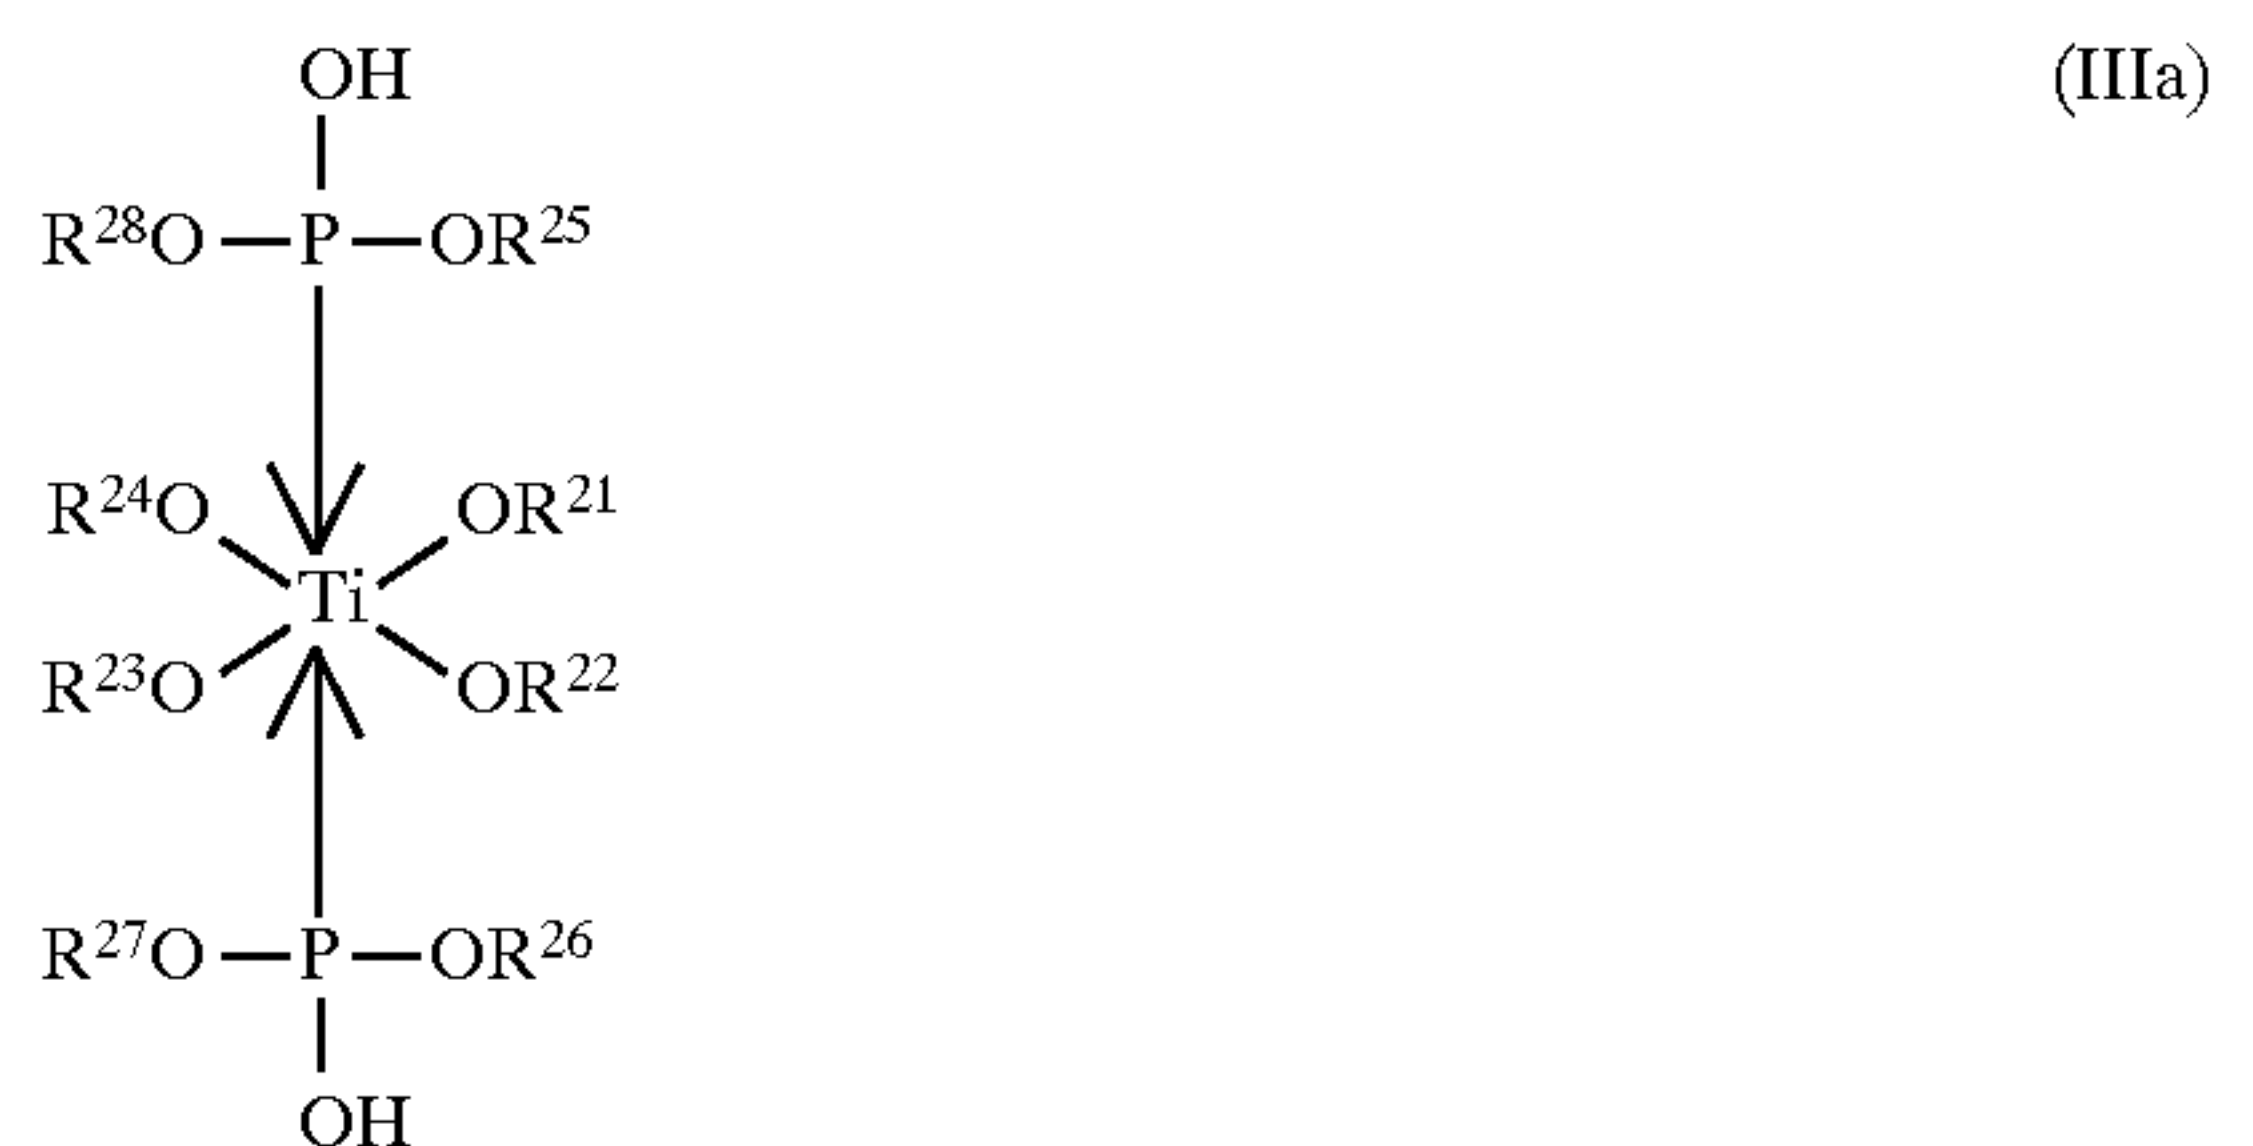 OH (IIIa)
R²⁸O P OR²⁵
R²⁴O OR²¹
Ti
R²³O OR²²
R²⁷O P OR²⁶
OH